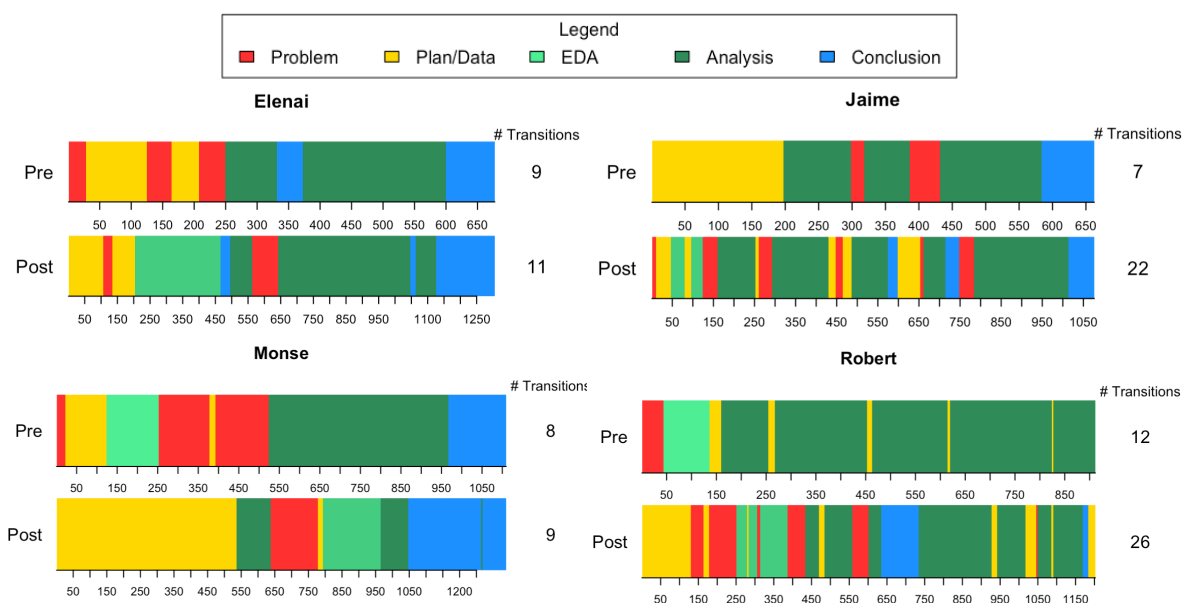 Legend
Problem Plan/Data EDA Analysis Conclusion
Elenai
# Transitions
Pre 9
50 100 150 200 250 300 350 400 450 500 550 600 650
Post 11
50 150 250 350 450 550 650 750 850 950 1100 1250
Jaime
# Transitions
Pre 7
50 100 150 200 250 300 350 400 450 500 550 600 650
Post 22
50 150 250 350 450 550 650 750 850 950 1050
Monse
# Transitions
Pre 8
50 150 250 350 450 550 650 750 850 950 1050
Post 9
50 150 250 350 450 550 650 750 850 950 1050 1200
Robert
# Transitions
Pre 12
50 150 250 350 450 550 650 750 850
Post 26
50 150 250 350 450 550 650 750 850 950 1050 1150